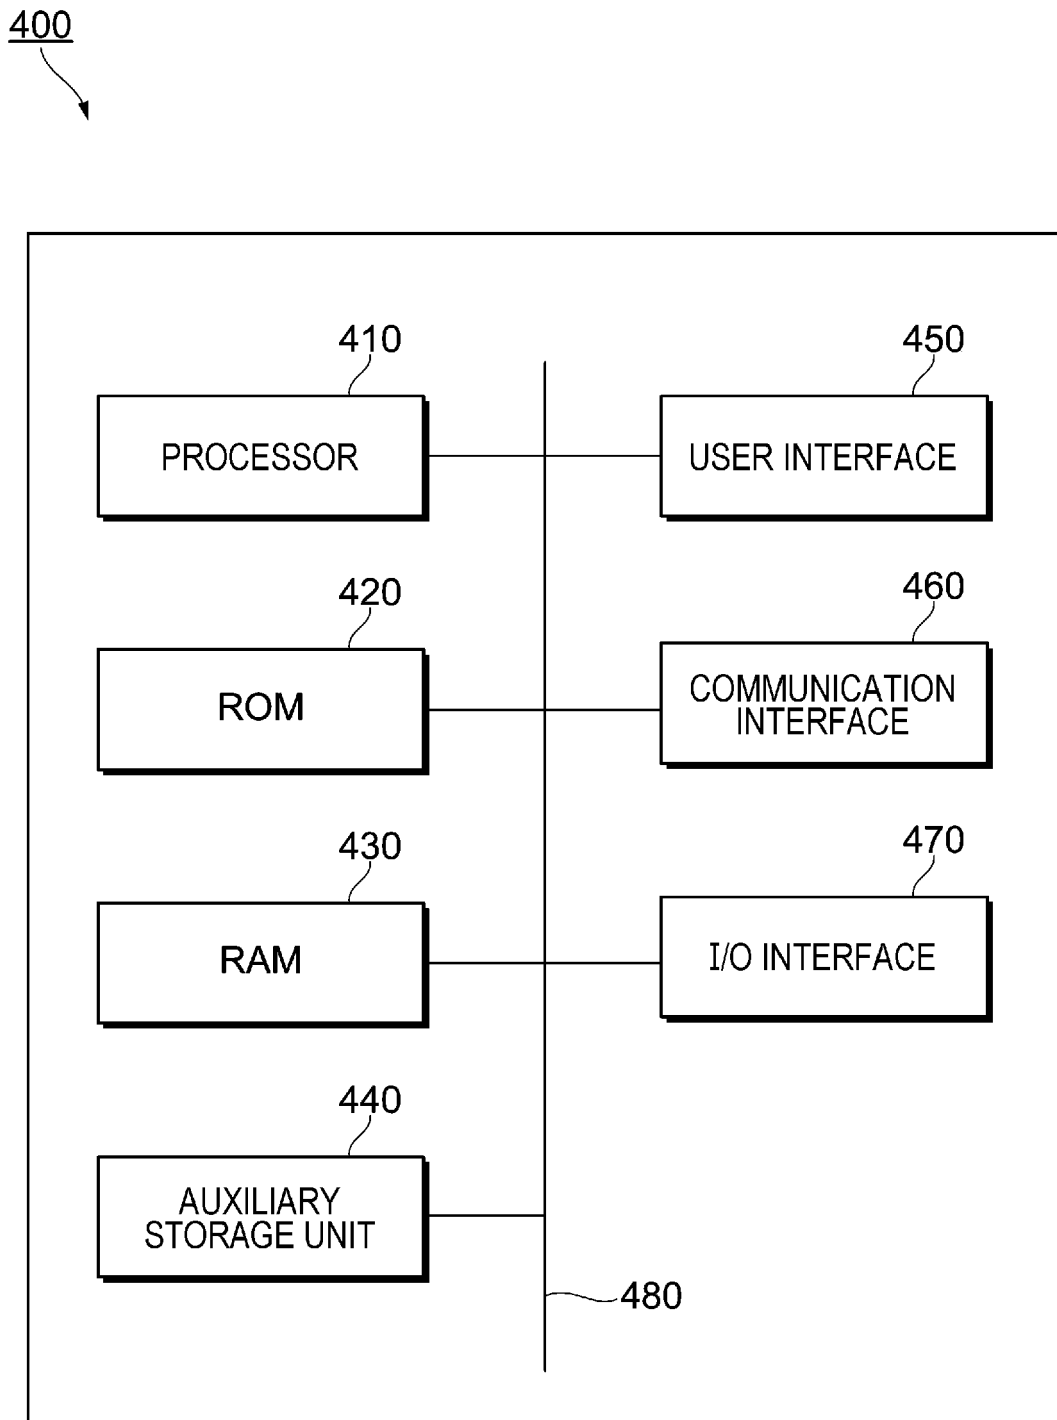 400
410
PROCESSOR
450
USER INTERFACE
420
ROM
460
COMMUNICATION
INTERFACE
430
RAM
470
I/O INTERFACE
440
AUXILIARY
STORAGE UNIT
480